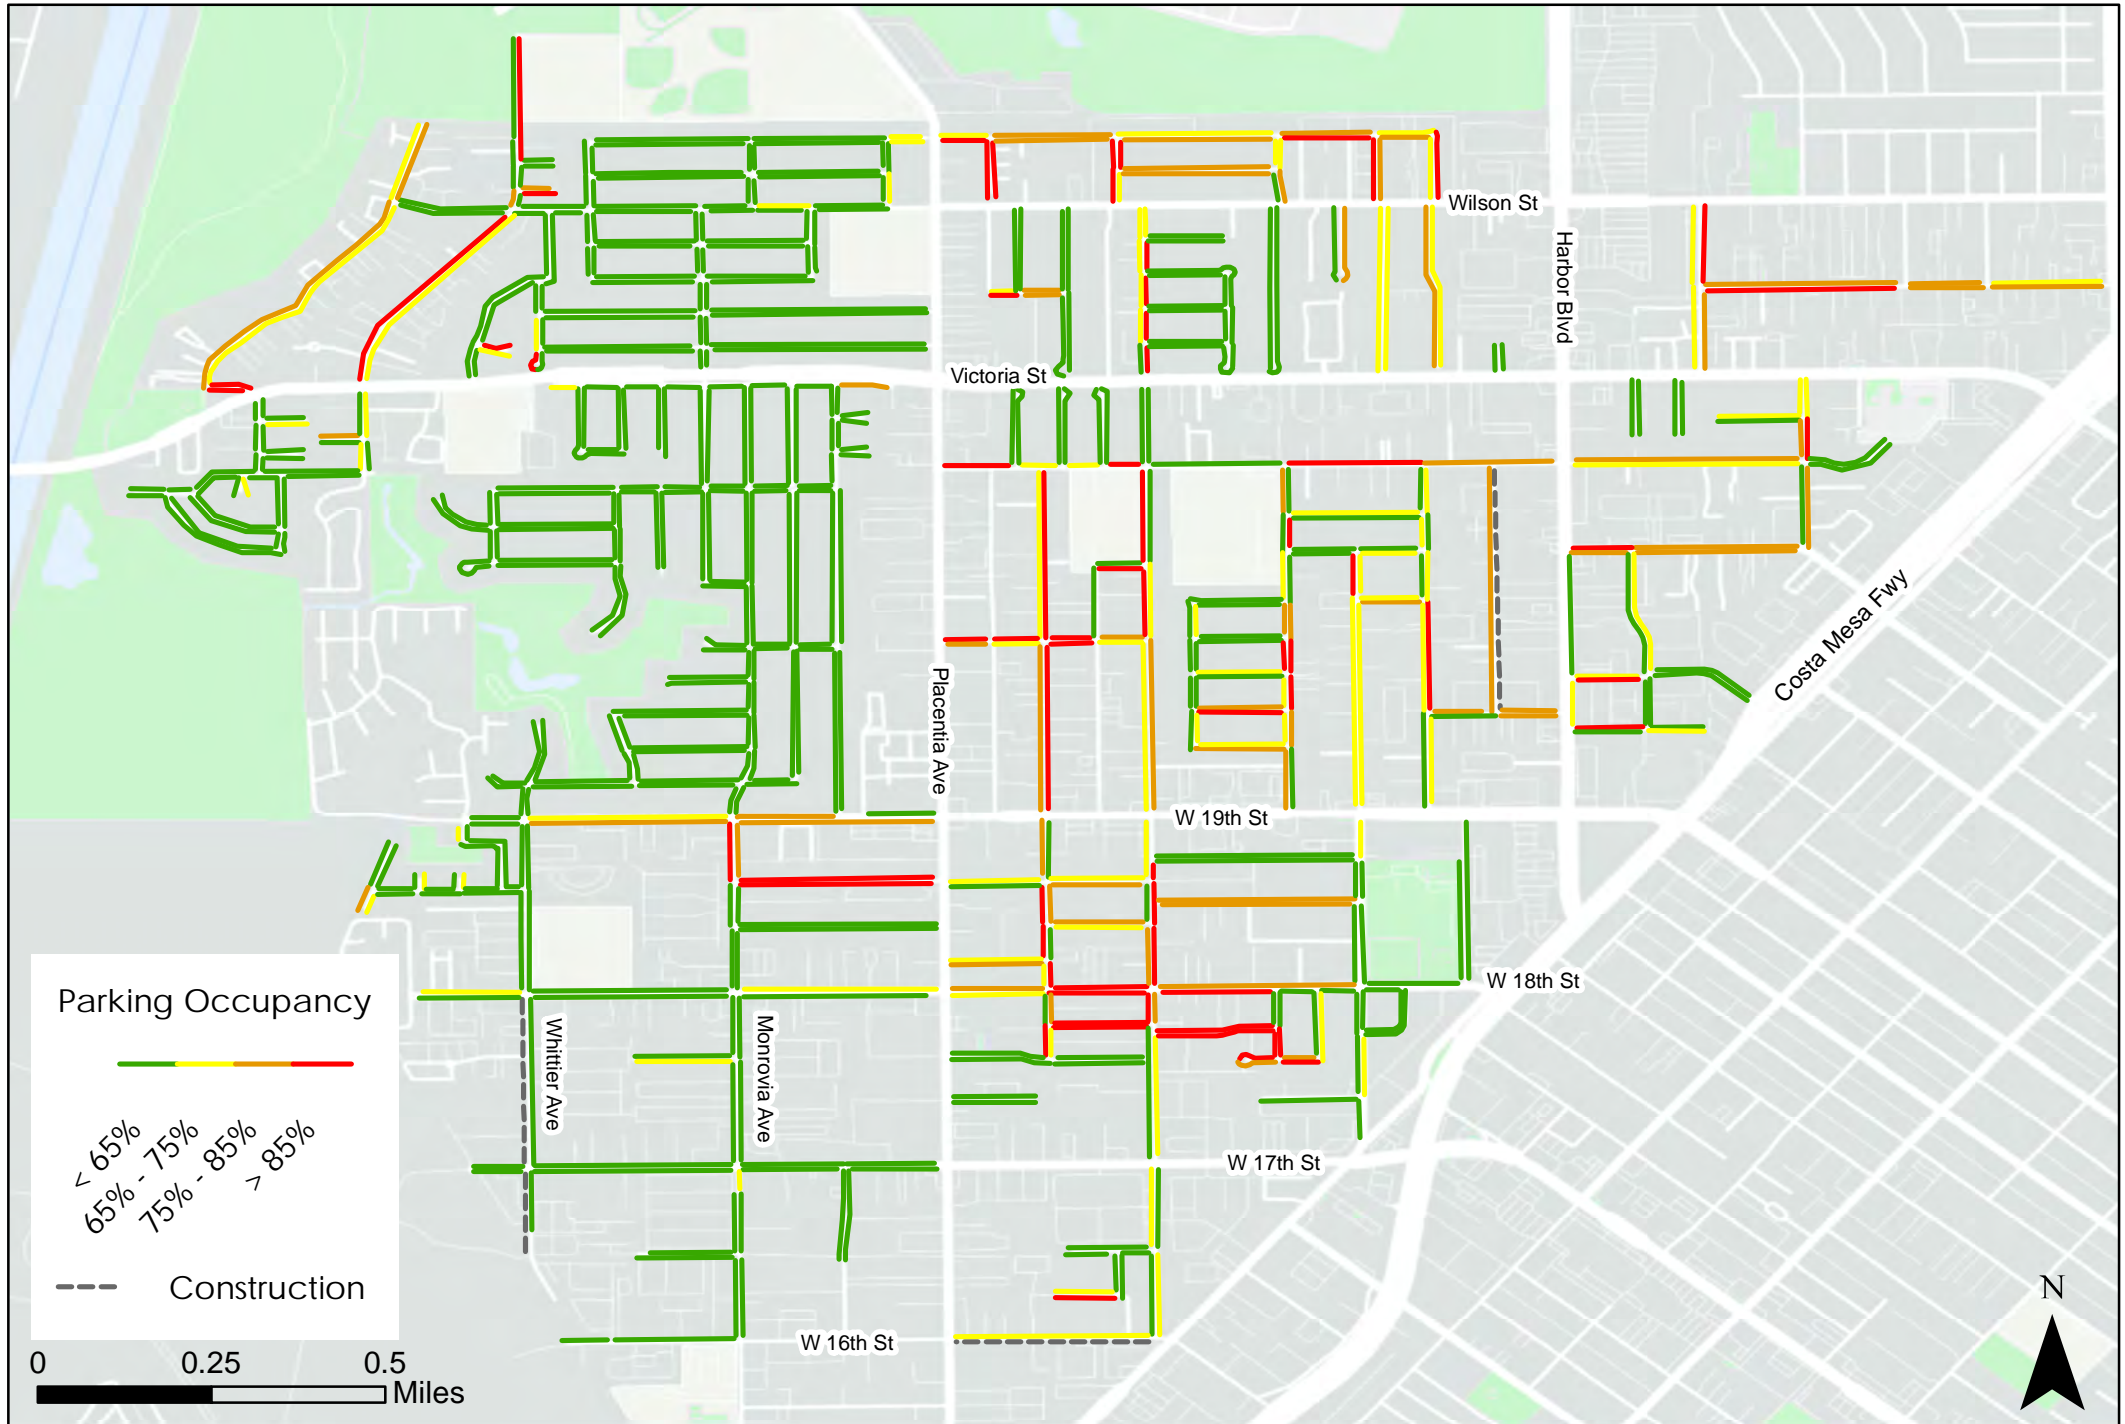 Wilson St
Harbor Blvd
Victoria St
Costa Mesa Fwy
Placentia Ave
W 19th St
W 18th St
Parking Occupancy
< 65%
65% - 75%
75% - 85%
> 85%
Construction
Whittier Ave
Monrovia Ave
W 17th St
W 16th St
N
0 0.25 0.5
Miles